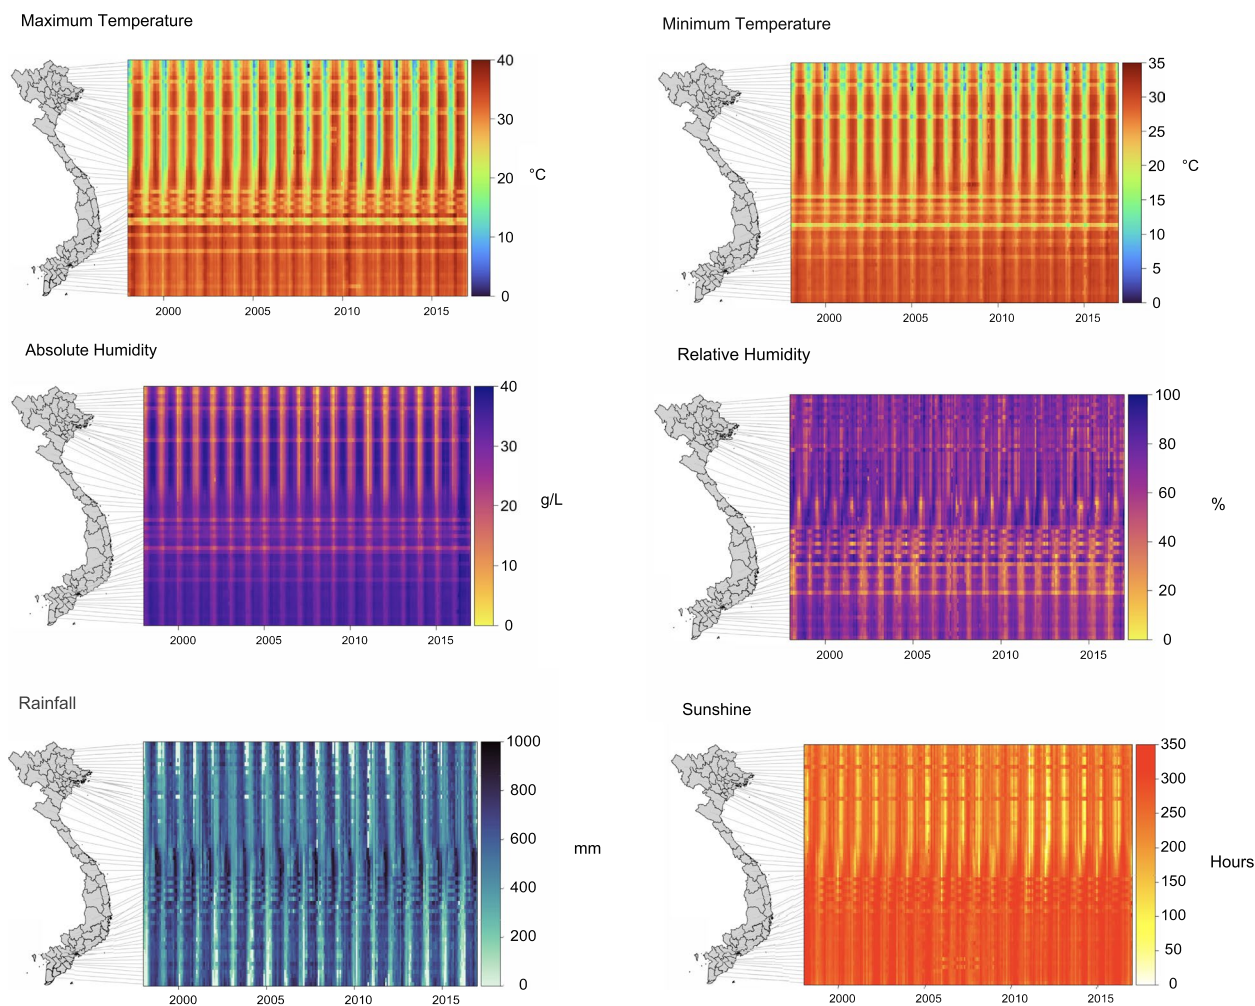 Maximum Temperature
40
30
20
10
0
°C
2000 2005 2010 2015
Minimum Temperature
35
30
25
20
15
10
5
0
°C
2000 2005 2010 2015
Absolute Humidity
40
30
20
10
0
g/L
2000 2005 2010 2015
Relative Humidity
100
80
60
40
20
0
%
2000 2005 2010 2015
Rainfall
1000
800
600
400
200
0
mm
2000 2005 2010 2015
Sunshine
350
300
250
200
150
100
50
0
Hours
2000 2005 2010 2015